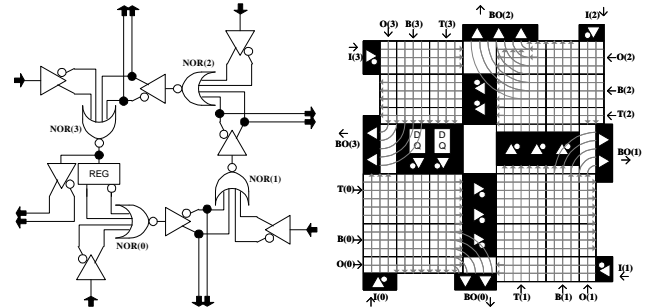 NOR(2)
NOR(3)
REG
NOR(1)
NOR(0)
O(3)
B(3)
T(3)
BO(2)
I(2)
I(3)
O(2)
B(2)
T(2)
BO(3)
D
Q
D
Q
BO(1)
T(0)
B(0)
O(0)
I(1)
I(0)
BO(0)
T(1)
B(1)
O(1)